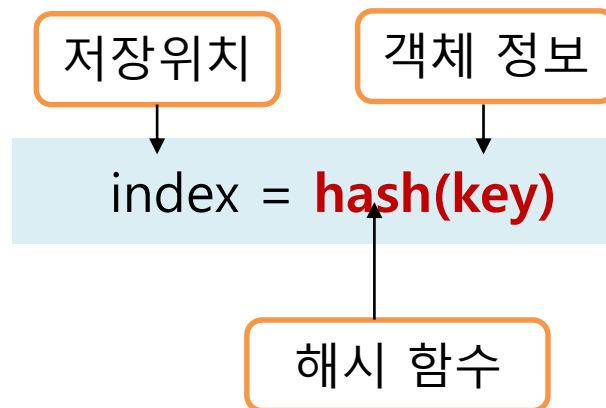 저장위치
객체 정보
index = hash(key)
해시 함수